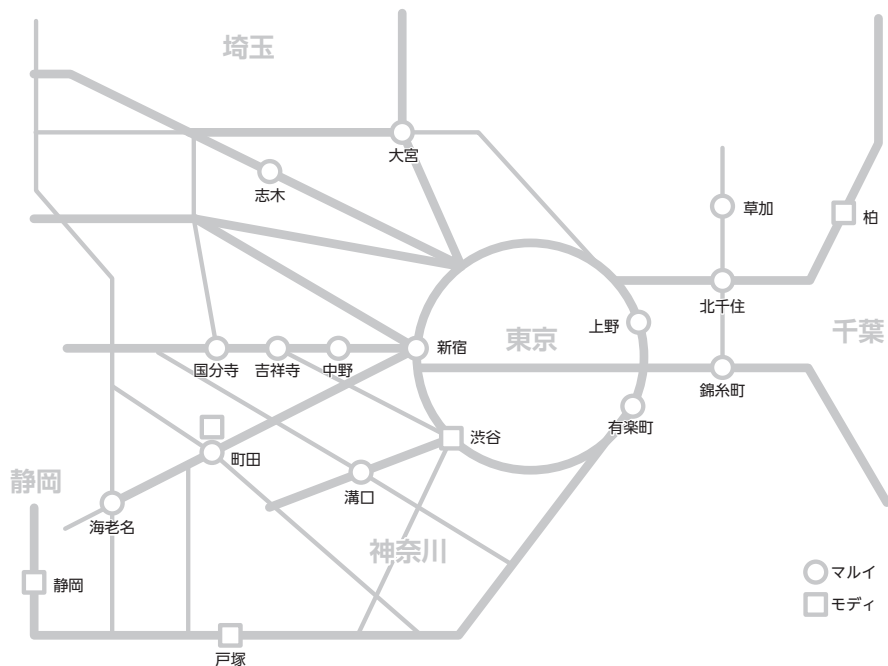 埼玉
大宮
志木
草加
柏
北千住
上野
東京
千葉
新宿
国分寺
吉祥寺
中野
錦糸町
有楽町
渋谷
町田
溝口
静岡
海老名
神奈川
静岡
マルイ
モディ
戸塚